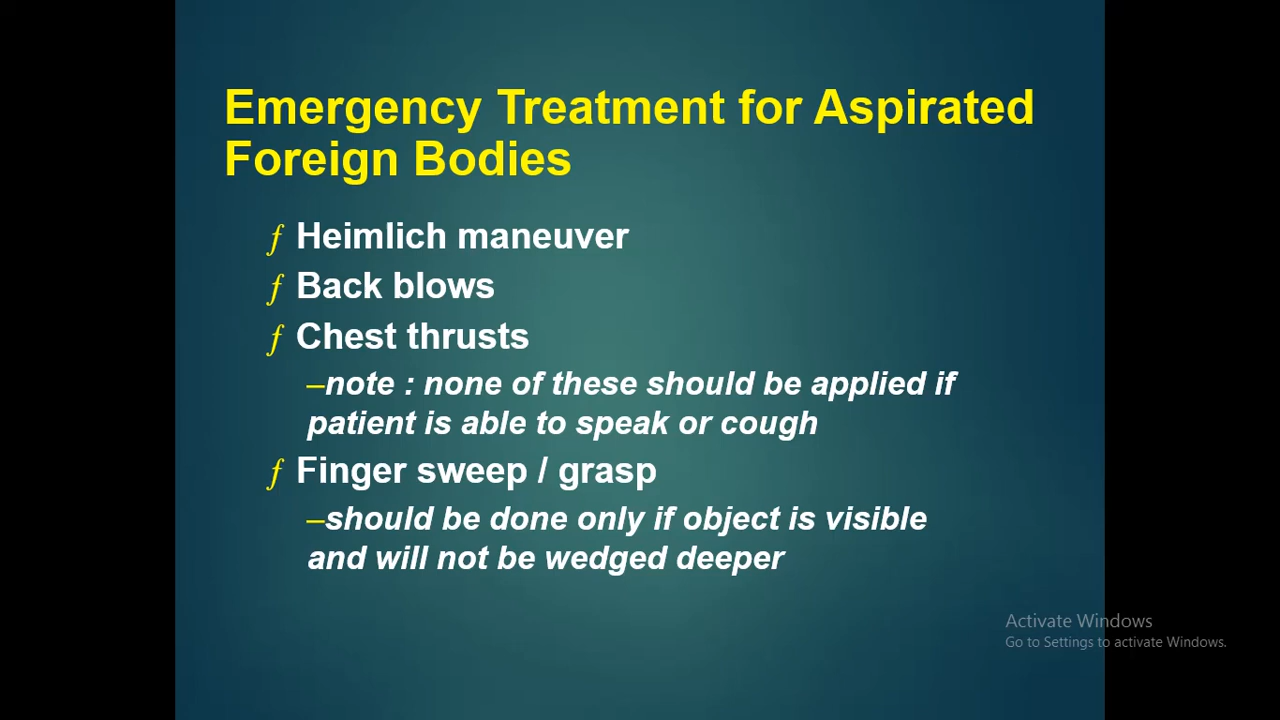 Emergency Treatment for Aspirated
Foreign Bodies
ƒ Heimlich maneuver
ƒ Back blows
ƒ Chest thrusts
–note : none of these should be applied if
patient is able to speak or cough
ƒ Finger sweep / grasp
–should be done only if object is visible
and will not be wedged deeper
Activate Windows
Go to Settings to activate Windows.